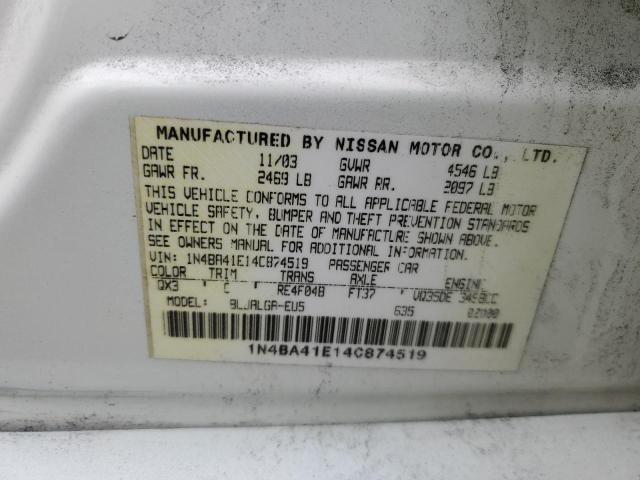 MANUFACTURED BY NISSAN MOTOR CO., LTD.
DATE 11/03 GVWR 4546 LB
GAWR FR. 2469 LB GAWR RR. 2097 LB
THIS VEHICLE CONFORMS TO ALL APPLICABLE FEDERAL MOTOR
VEHICLE SAFETY, BUMPER AND THEFT PREVENTION STANDARDS
IN EFFECT ON THE DATE OF MANUFACTURE SHOWN ABOVE.
SEE OWNERS MANUAL FOR ADDITIONAL INFORMATION.
VIN: 1N4BA41E14C874519 PASSENGER CAR
COLOR TRIM TRANS AXLE ENGINE
QX3 C RE4F04B FT37 VQ35DE 3498CC
MODEL: BLJALGA-EU5 635 02000
1N4BA41E14C874519